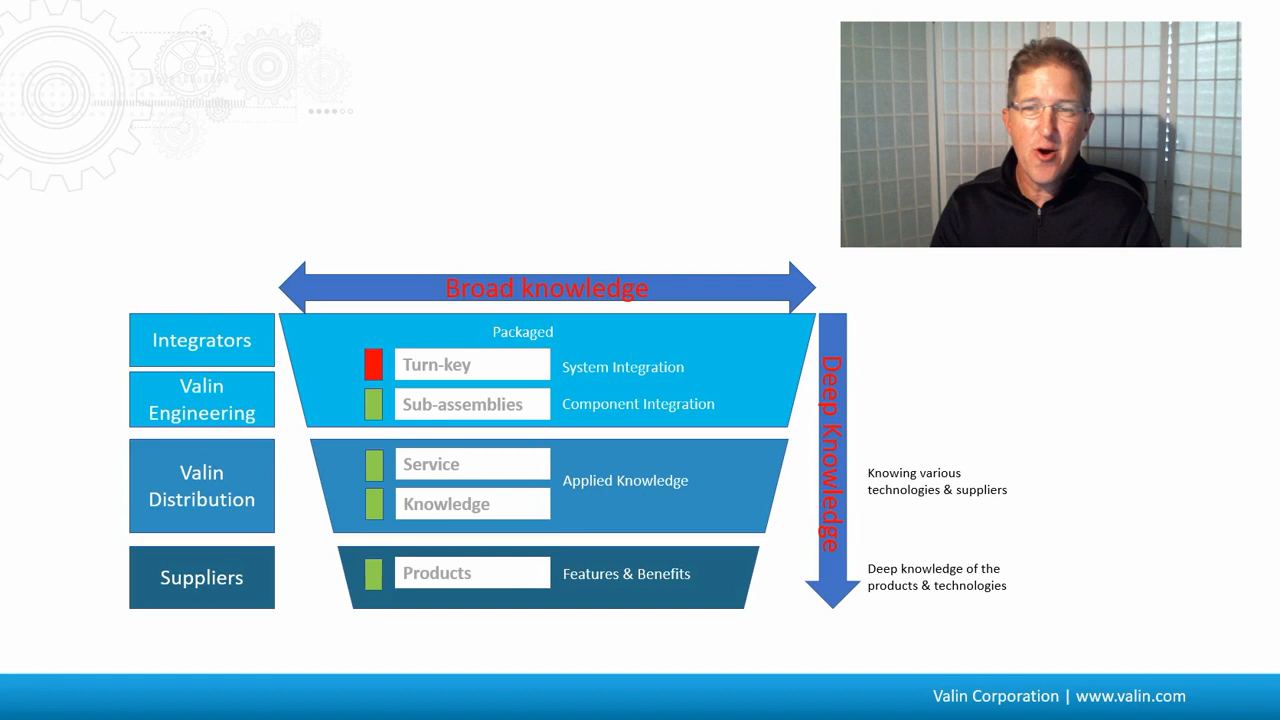 Broad knowledge
Integrators
Packaged
Turn-key
System Integration
Valin
Engineering
Sub-assemblies
Component Integration
Deep Knowledge
Valin
Distribution
Service
Applied Knowledge
Knowledge
Knowing various
technologies & suppliers
Suppliers
Products
Features & Benefits
Deep knowledge of the
products & technologies
Valin Corporation | www.valin.com